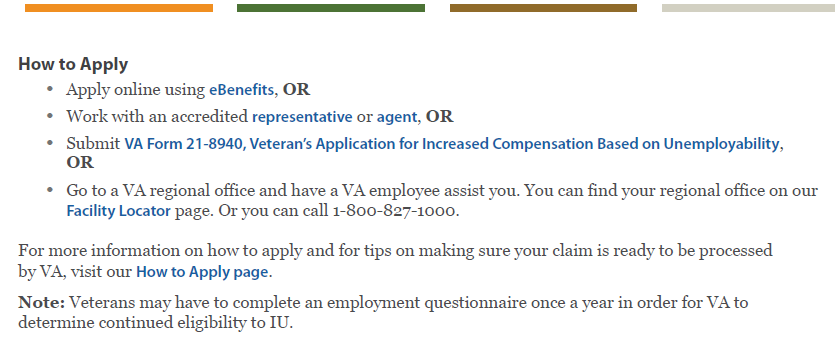 How to Apply
• Apply online using eBenefits, OR
• Work with an accredited representative or agent, OR
• Submit VA Form 21-8940, Veteran's Application for Increased Compensation Based on Unemployability,
OR
• Go to a VA regional office and have a VA employee assist you. You can find your regional office on our
Facility Locator page. Or you can call 1-800-827-1000.
For more information on how to apply and for tips on making sure your claim is ready to be processed
by VA, visit our How to Apply page.
Note: Veterans may have to complete an employment questionnaire once a year in order for VA to
determine continued eligibility to IU.